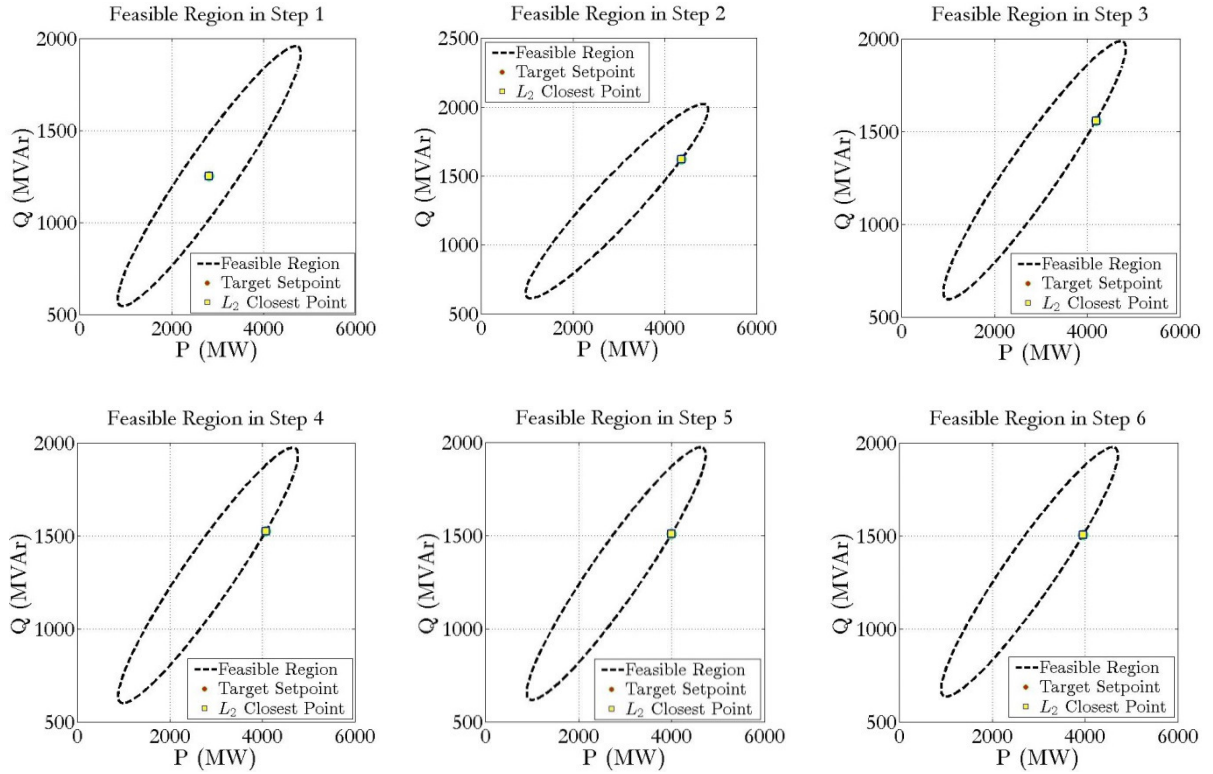 Feasible Region in Step 1
2000
1500
1000
500
0
2000
4000
6000
Q (MVAr)
P (MW)
Feasible Region
Target Setpoint
L₂ Closest Point
Feasible Region in Step 2
2500
2000
1500
1000
500
0
2000
4000
6000
Q (MVAr)
P (MW)
Feasible Region
Target Setpoint
L₂ Closest Point
Feasible Region in Step 3
2000
1500
1000
500
0
2000
4000
6000
Q (MVAr)
P (MW)
Feasible Region
Target Setpoint
L₂ Closest Point
Feasible Region in Step 4
2000
1500
1000
500
0
2000
4000
6000
Q (MVAr)
P (MW)
Feasible Region
Target Setpoint
L₂ Closest Point
Feasible Region in Step 5
2000
1500
1000
500
0
2000
4000
6000
Q (MVAr)
P (MW)
Feasible Region
Target Setpoint
L₂ Closest Point
Feasible Region in Step 6
2000
1500
1000
500
0
2000
4000
6000
Q (MVAr)
P (MW)
Feasible Region
Target Setpoint
L₂ Closest Point